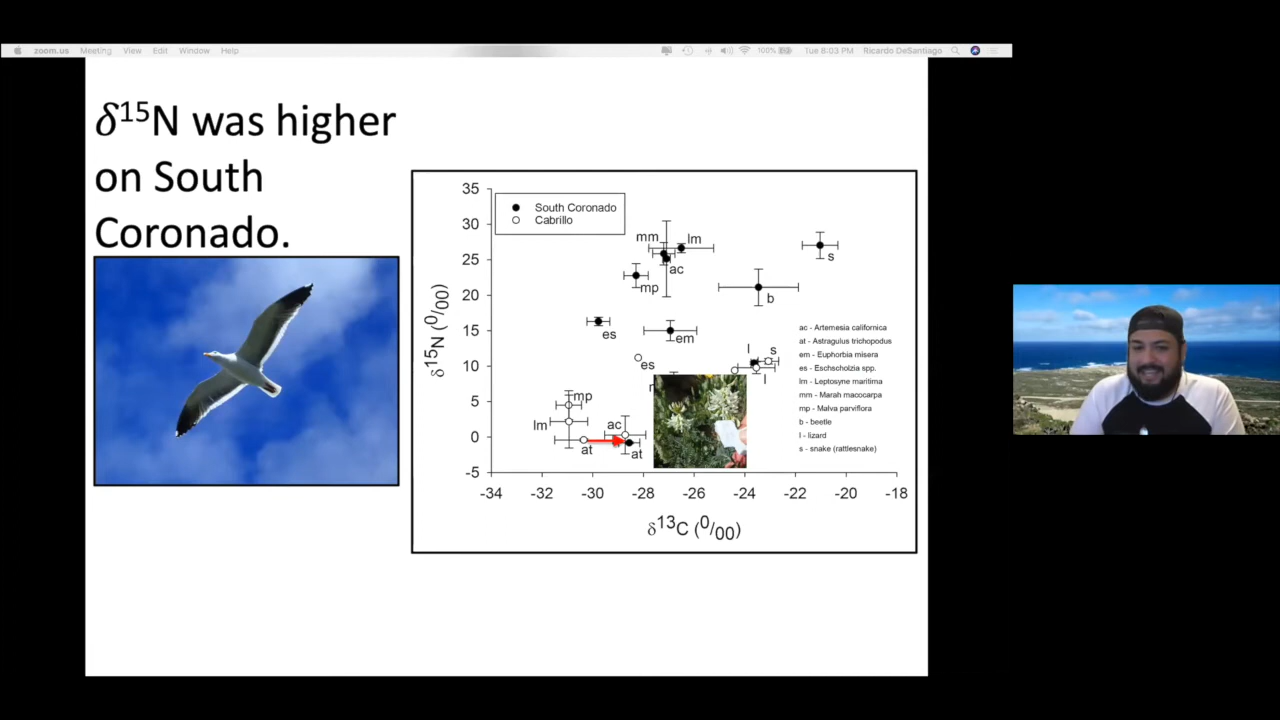 zoom.us Meeting View Edit Window Help 100% Tue 8:03 PM Ricardo DeSantiago
δ¹⁵N was higher
on South
Coronado.
35
30
25
20
15
10
5
0
-5
δ¹⁵N (⁰/₀₀)
South Coronado
Cabrillo
mm
lm
ac
s
mp
b
es
em
es
l
s
l
mp
lm
ac
at
at
ac - Artemesia californica
at - Astragulus trichopodus
em - Euphorbia misera
es - Eschscholzia spp.
lm - Leptosyne maritima
mm - Marah macocarpa
mp - Malva parviflora
b - beetle
l - lizard
s - snake (rattlesnake)
-34 -32 -30 -28 -26 -24 -22 -20 -18
δ¹³C (⁰/₀₀)